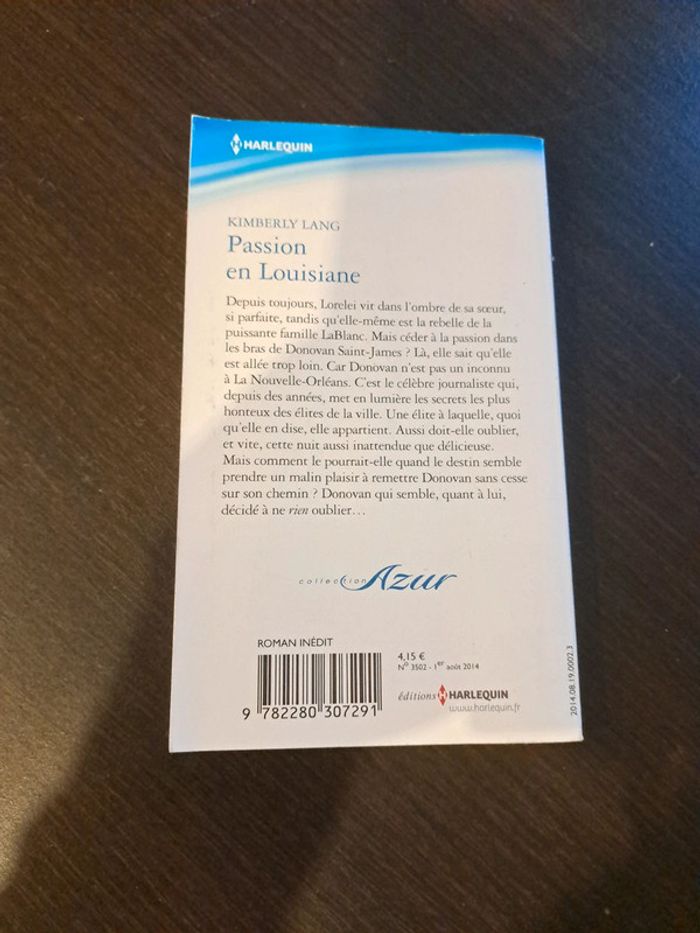 HARLEQUIN
KIMBERLY LANG
Passion
en Louisiane
Depuis toujours, Lorelei vit dans l'ombre de sa sœur,
si parfaite, tandis qu'elle-même est la rebelle de la
puissante famille LaBlanc. Mais céder à la passion dans
les bras de Donovan Saint-James ? Là, elle sait qu'elle
est allée trop loin. Car Donovan n'est pas un inconnu
à La Nouvelle-Orléans. C'est le célèbre journaliste qui,
depuis des années, met en lumière les secrets les plus
honteux des élites de la ville. Une élite à laquelle, quoi
qu'elle en dise, elle appartient. Aussi doit-elle oublier,
et vite, cette nuit aussi inattendue que délicieuse.
Mais comment le pourrait-elle quand le destin semble
prendre un malin plaisir à remettre Donovan sans cesse
sur son chemin ? Donovan qui semble, quant à lui,
décidé à ne rien oublier…
collection Azur
ROMAN INÉDIT
4,15 €
N° 3502 - 1er août 2014
9 782280 307291
éditions HARLEQUIN
www.harlequin.fr
2014.08.19.0002.3